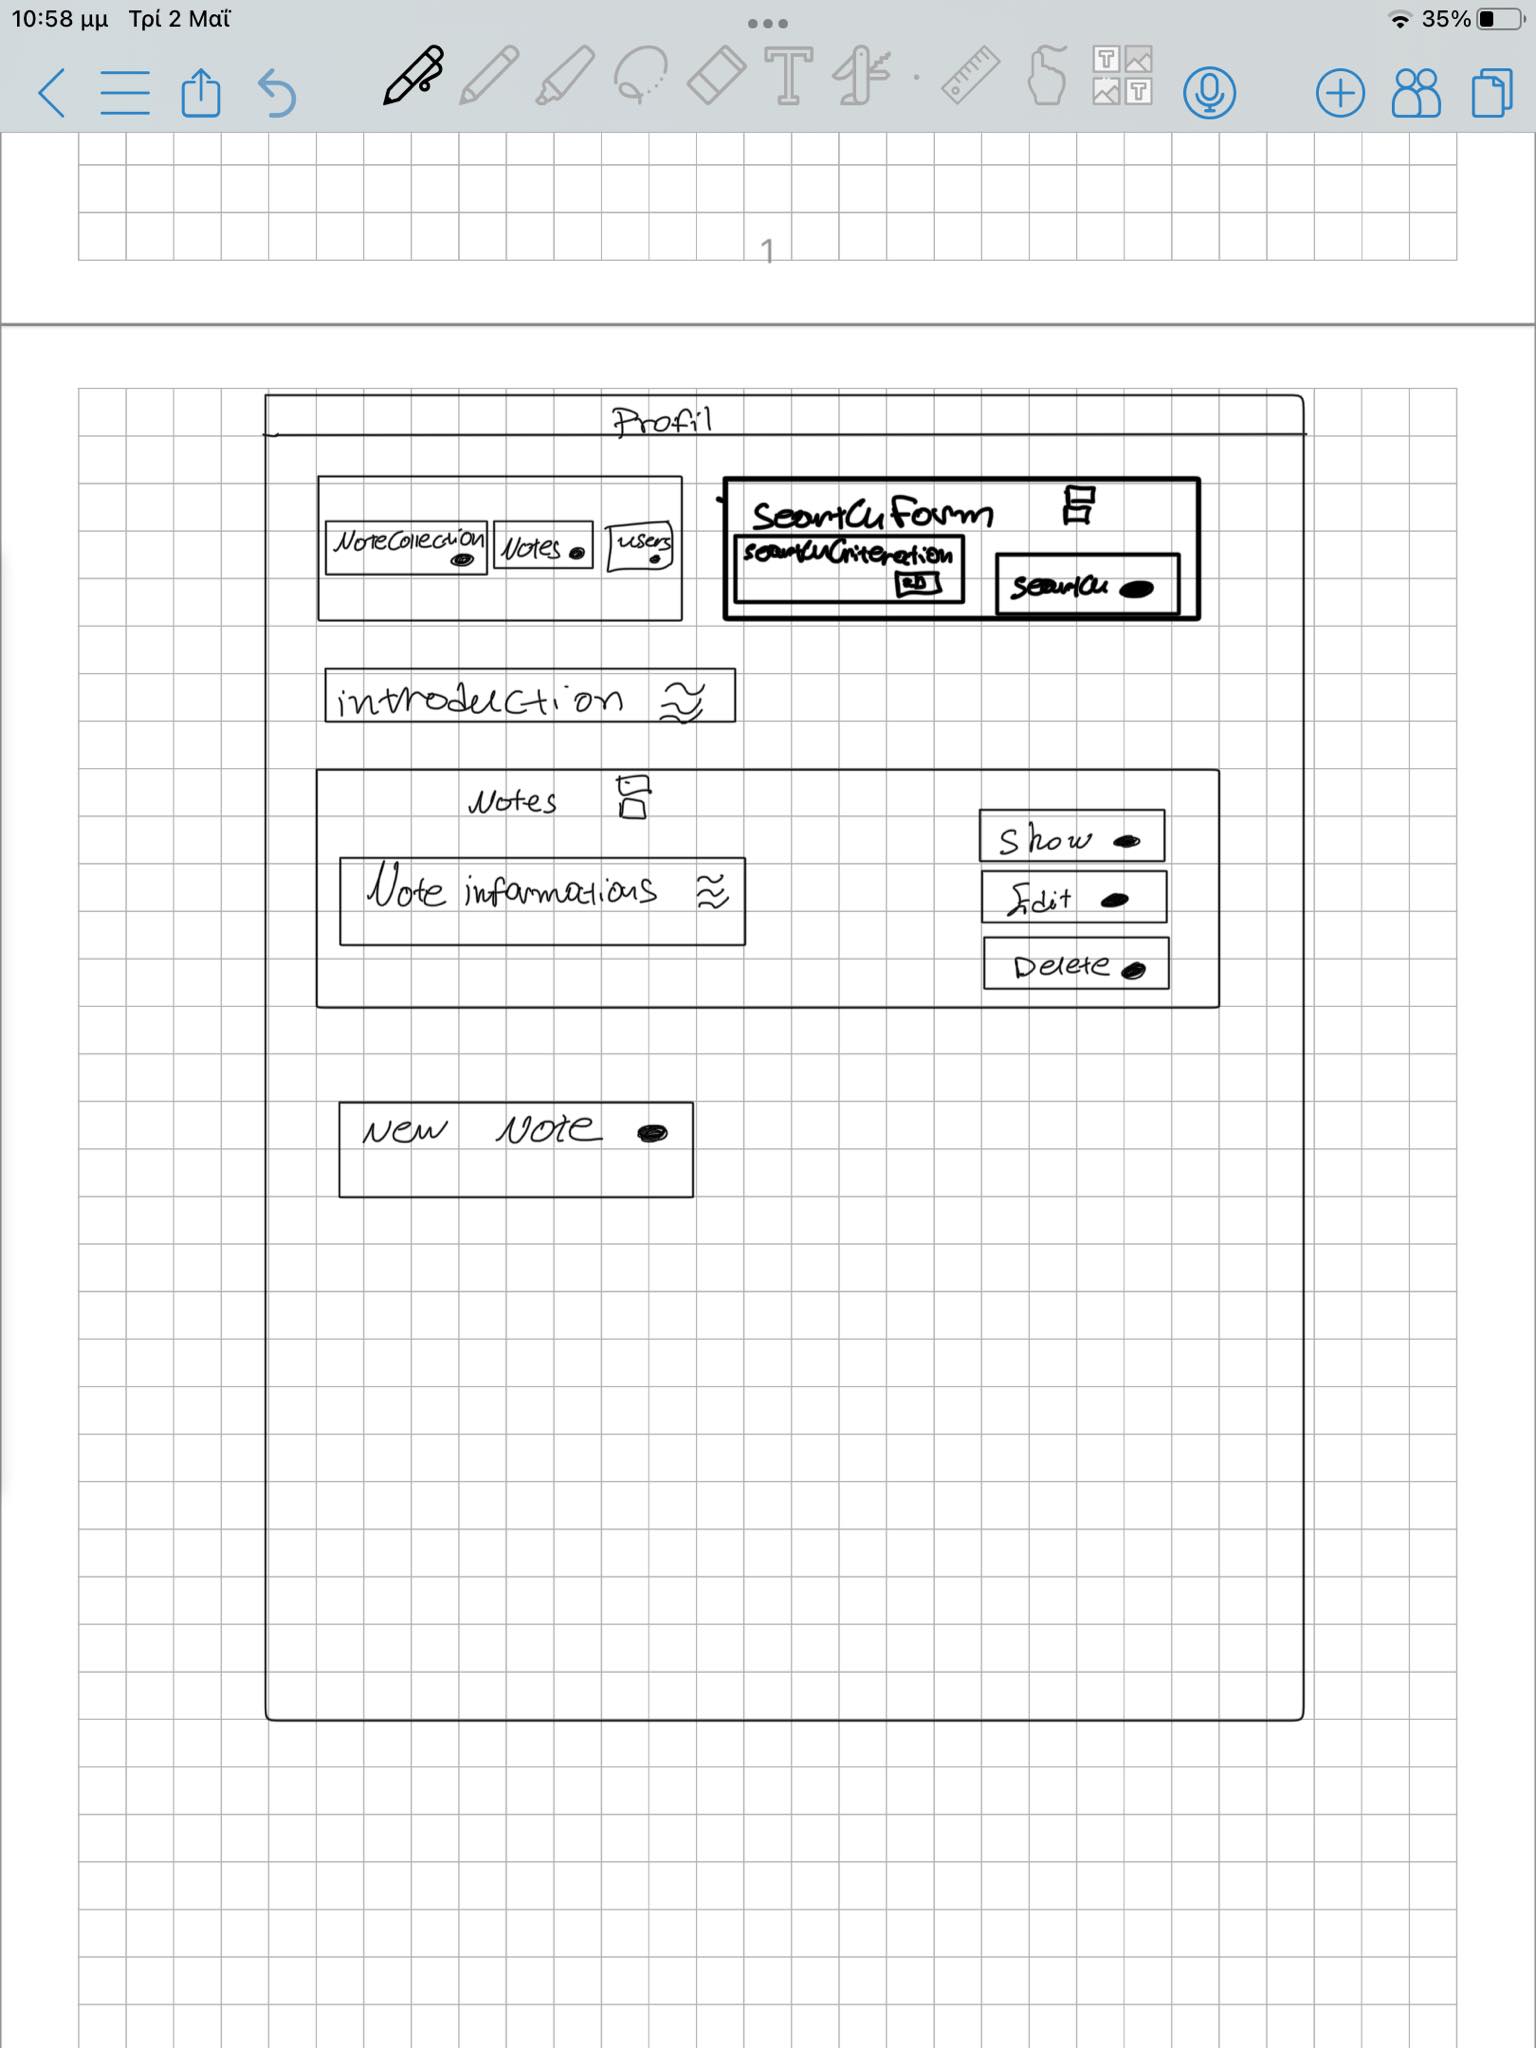 10:58 μμ Τρί 2 Μαΐ
35%
1
Profil
NoteCollection
Notes
users
SearchForm
searchCriteration
search
introduction
Notes
Show
Note informations
Edit
Delete
New Note